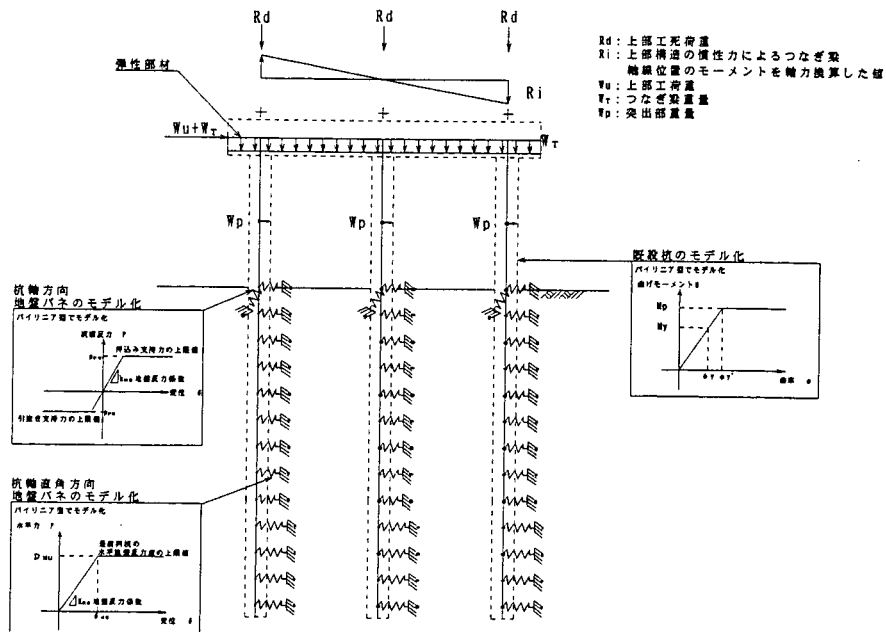 Rd Rd Rd
Rd: 上部工死荷重
Ri: 上部構造の慣性力によるつなぎ梁
軸線位置のモーメントを軸力換算した値
Wu: 上部工荷重
WT: つなぎ梁重量
Wp: 突出部重量
弾性部材
Ri
Wu+WT
WT
Wp Wp Wp
既設杭のモデル化
バイリニア型でモデル化
曲げモーメントM
Mp
My
曲率 φ
杭軸方向
地盤バネのモデル化
バイリニア型でモデル化
押込み支持力の上限値
地盤反力係数
変位 δ
引抜き支持力の上限値
杭軸直角方向
地盤バネのモデル化
バイリニア型でモデル化
水平力 P
水平地盤反力度の上限値
地盤反力係数
変位 δ